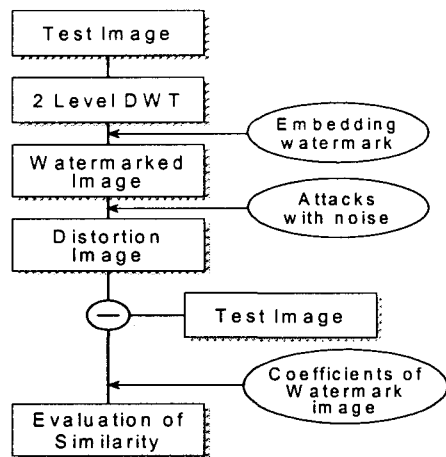 Test Image
2 Level DWT
Embedding
watermark
Watermarked
Image
Attacks
with noise
Distortion
Image
Test Image
Coefficients of
Watermark
image
Evaluation of
Similarity